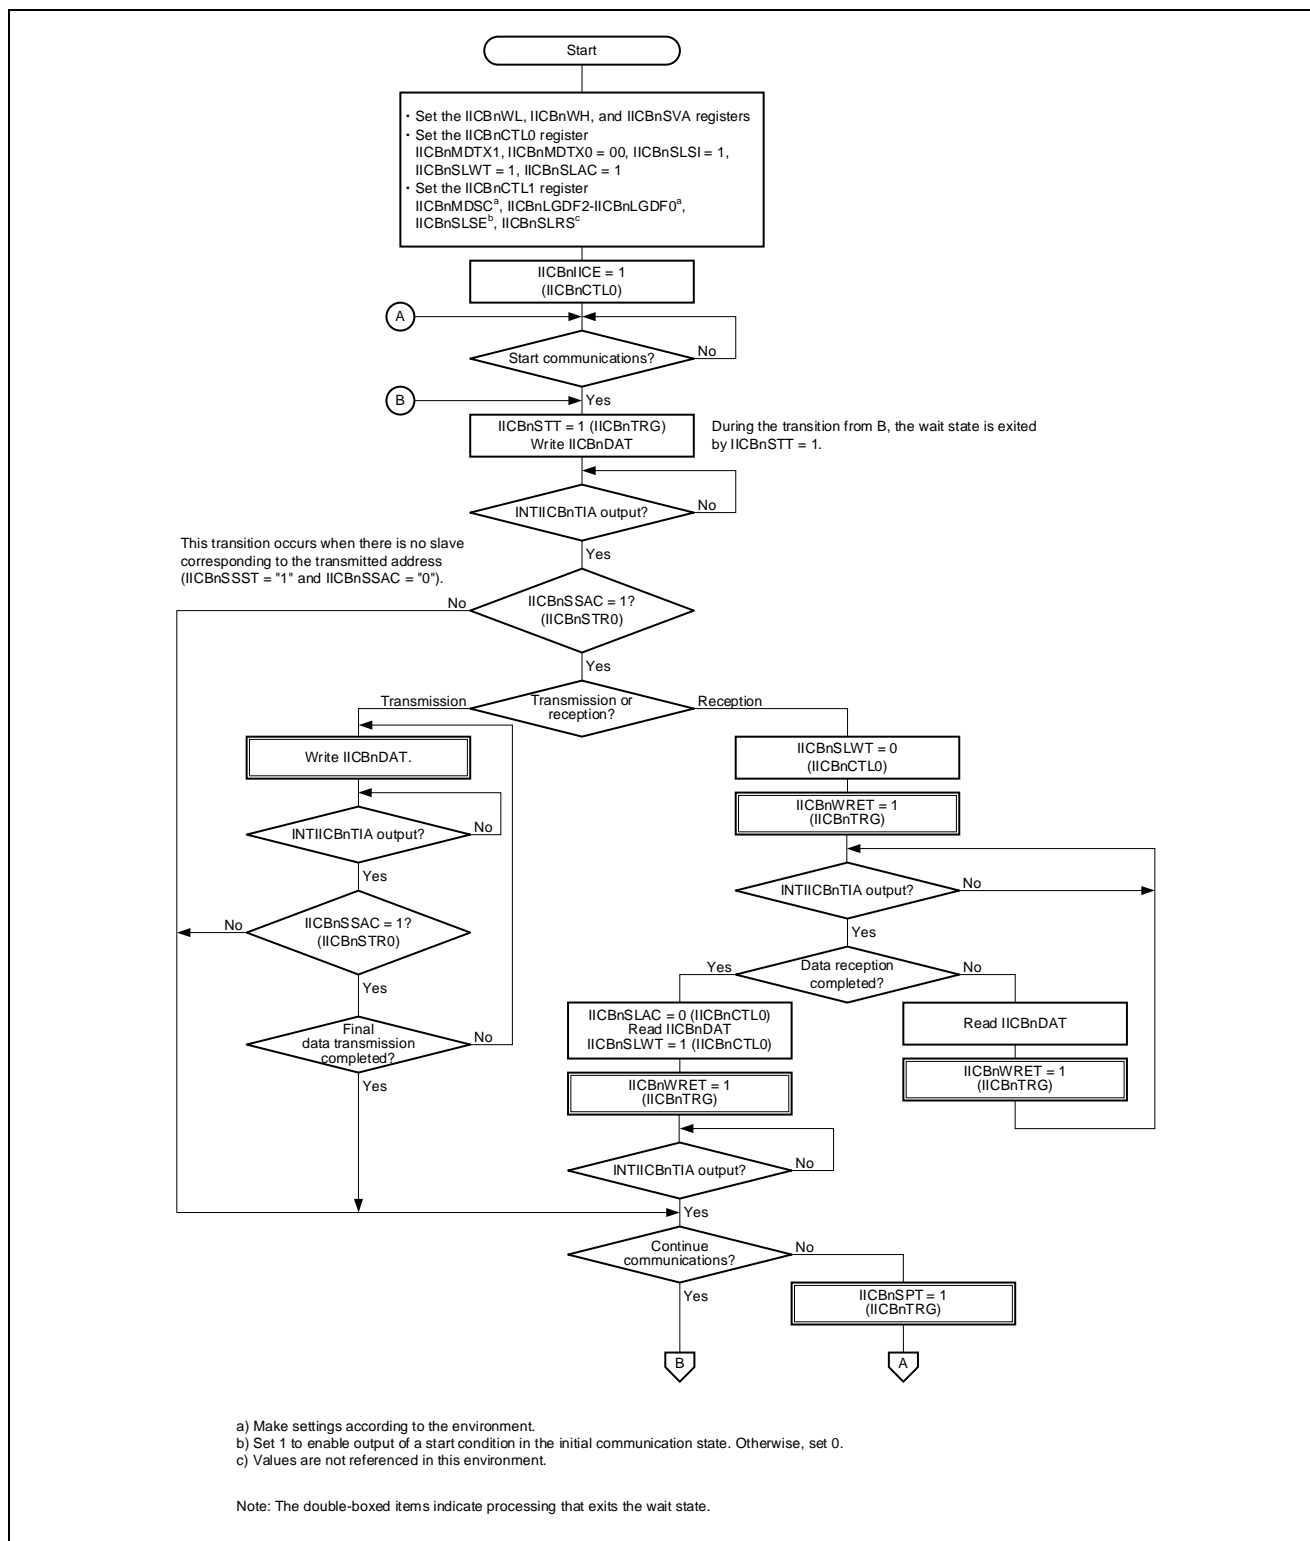 Start
・ Set the IICBnWL, IICBnWH, and IICBnSVA registers
・ Set the IICBnCTL0 register
IICBnMDTX1, IICBnMDTX0 = 00, IICBnSLSI = 1,
IICBnSLWT = 1, IICBnSLAC = 1
・ Set the IICBnCTL1 register
IICBnMDSCa, IICBnLGDF2-IICBnLGDF0a,
IICBnSLSEb, IICBnSLRSc
IICBnIICE = 1
(IICBnCTL0)
A
Start communications?
No
B
Yes
IICBnSTT = 1 (IICBnTRG)
Write IICBnDAT
During the transition from B, the wait state is exited
by IICBnSTT = 1.
INTIICBnTIA output?
No
Yes
This transition occurs when there is no slave
corresponding to the transmitted address
(IICBnSSST = "1" and IICBnSSAC = "0").
No
IICBnSSAC = 1?
(IICBnSTR0)
Yes
Transmission
Transmission or
reception?
Reception
Write IICBnDAT.
INTIICBnTIA output?
No
Yes
No
IICBnSSAC = 1?
(IICBnSTR0)
Yes
Final
data transmission
completed?
No
Yes
IICBnSLWT = 0
(IICBnCTL0)
IICBnWRET = 1
(IICBnTRG)
INTIICBnTIA output?
No
Yes
Yes
Data reception
completed?
No
IICBnSLAC = 0 (IICBnCTL0)
Read IICBnDAT
IICBnSLWT = 1 (IICBnCTL0)
Read IICBnDAT
IICBnWRET = 1
(IICBnTRG)
IICBnWRET = 1
(IICBnTRG)
INTIICBnTIA output?
No
Yes
Continue
communications?
No
Yes
IICBnSPT = 1
(IICBnTRG)
B
A
a) Make settings according to the environment.
b) Set 1 to enable output of a start condition in the initial communication state. Otherwise, set 0.
c) Values are not referenced in this environment.
Note: The double-boxed items indicate processing that exits the wait state.